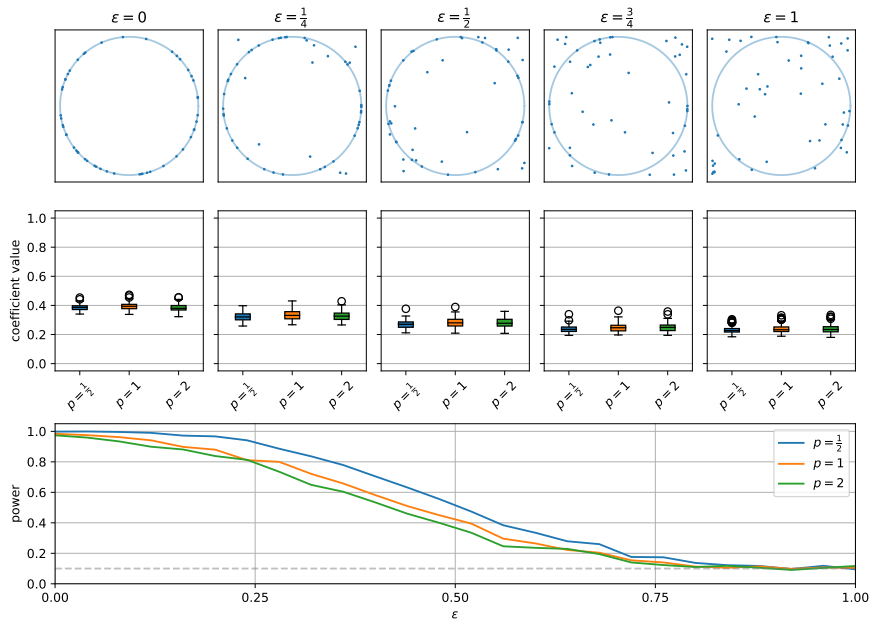 ε = 0 ε = 1/4 ε = 1/2 ε = 3/4 ε = 1
coefficient value
1.0
0.8
0.6
0.4
0.2
0.0
p = 1/2 p = 1 p = 2 p = 1/2 p = 1 p = 2 p = 1/2 p = 1 p = 2 p = 1/2 p = 1 p = 2 p = 1/2 p = 1 p = 2
power
1.0
0.8
0.6
0.4
0.2
0.0
p = 1/2
p = 1
p = 2
0.00 0.25 0.50 0.75 1.00
ε